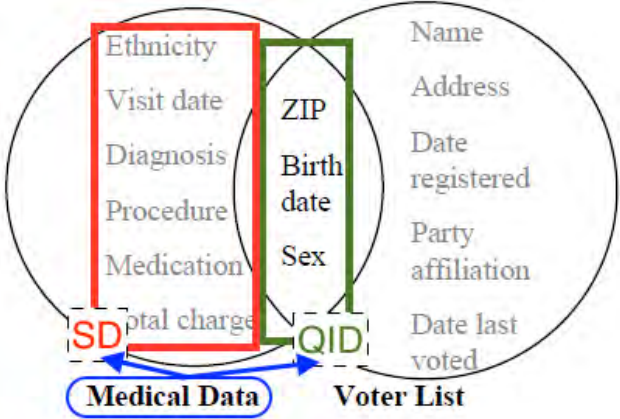 Ethnicity
Visit date
Diagnosis
Procedure
Medication
otal charge
SD
ZIP
Birth
date
Sex
QID
Name
Address
Date
registered
Party
affiliation
Date last
voted
Medical Data
Voter List